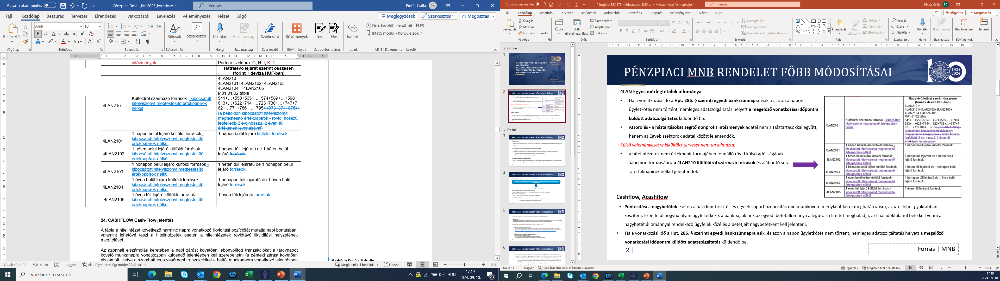 Automatikus mentés
Pénzpiac-3mell_hit-2025_korr.docx
Keresés
Pintér Csilla
Fájl Kezdőlap Beszúrás Tervezés Elrendezés Hivatkozások Levelezés Véleményezés Nézet Súgó
Megjegyzések Szerkesztés Megosztás
Arial 10
Beillesztés
Stílusok
Szerkesztés
Diktálás
Bizalmasság
Szerkesztő
Bővítmények
Teszt Éles
Iratlink
Dok. kezelőbe továbbít - ÉLES
Iktató modul - Könyvjelzők
Vágólap Betűtípus Bekezdés Stílusok Hang Bizalmasság Szerkesztő Bővítmények Csoportos aláírás Iratlink MNB | Dokumentum kezelő
intézmények
Partner szektora: G, H, I, K, T
Hátralévő lejárat szerint összesen
(forint + deviza HUF-ban)
4LAN210
Külföldről származó források - kibocsátott
hitelviszonyt megtestesítő értékpapírok
nélkül
4LAN210 =
4LAN2101+4LAN2102+4LAN2103+
4LAN2104 + 4LAN2105
M01 01/02 tábla
541+…+550+565+…+574+589+…+598+
613+…+622+714+…+723+738+…+747+7
62+…+771+786+…+795+ (873+874+875) -
(a belföldön kibocsátott hitelviszonyt
megtestesítő értékpapírok - rövid; hosszú,
legfeljebb 2 év; hosszú, 2 éven túl
értékének levonásával)
4LAN2101
1 napon belül lejáró külföldi források -
kibocsátott hitelviszonyt megtestesítő
értékpapírok nélkül
1 napon belül lejáró külföldi források
-4LAN2102
1 héten belül lejáró külföldi források -
kibocsátott hitelviszonyt megtestesítő
értékpapírok nélkül
1 napon túli lejáratú de 1 héten belül
lejáró források
4LAN2103
1 hónapon belül lejáró külföldi források -
kibocsátott hitelviszonyt megtestesítő
értékpapírok nélkül
1 héten túli lejáratú de 1 hónapon belül
lejáró források
4LAN2104
1 éven belül lejáró külföldi források -
kibocsátott hitelviszonyt megtestesítő
értékpapírok nélkül
1 hónapon túli lejáratú de 1 éven belül
lejáró források
4LAN2105
1 éven túli lejáró külföldi források -
kibocsátott hitelviszonyt megtestesítő
értékpapírok nélkül
1 éven túli lejáratú források
24. CASHFLOW Cash-Flow jelentés
A tábla a hitelintézet következő harminc napra vonatkozó likviditási pozícióját mutatja napi bontásban,
valamint lehetővé teszi a hitelintézetek esetén a hitelintézetek rövidtávú likviditási helyzetének
megítélését.
Az azonnali elszámolás keretében a napi zárást követően lebonyolított tranzakciókat a tárgynapot
követő munkanapra vonatkozóan küldendő jelentésben kell szerepeltetni (a pénteki zárást követően
elszámolt, illetve a szombati és a vasárnapi tranzakciókat a hétfői munkanapra vonatkozó jelentésben
Szabóné Kovács Krisztina
Oldal: 43 / 128 59816 szó magyar Akadálymentesség: módosítás javasolt
Megjelenítési beállítások Fókusz 100%
Type here to search
HUN
17:19
2024. 09. 10.
23
Automatikus mentés
Pénzpiaci_EBA ITS_módosítások_2025.... • Mentés helye: Y: meghajtó
Keresés
Pintér Csilla PC
Fájl Kezdőlap Beszúrás Tervezés Áttűnések Animációk Diavetítés Rögzítés Véleményezés Nézet Súgó
Rögzítés Megosztás
Beillesztés
Kivágás
Másolás
Formátummásoló
Új dia
Diák
újrafelhasználása
Elrendezés
Alaphelyzet
Szakasz
Szövegirány
Szövegigazítás
Konvertálás SmartArt-ábrává
Elrendezés
Kész
stílusok
Kitöltés
Körvonal
Effektusok
Keresés
Csere
Kijelölés
Diktálás
Bizalmasság
Bővítmények
Tervező
Vágólap Diák Betűtípus Bekezdés Rajz Szerkesztés Hang Bizalmasság Bővítmények
Offline
1
2
Online
3
4
5
6
PÉNZPIACI MNB RENDELET FŐBB MÓDOSÍTÁSAI
MAGYAR NEMZETI BANK
1924
2024
4LAN Egyes mérlegtételek állománya
• Ha a vonatkozási idő a Hpt. 286. § szerinti egyedi bankszünnapra esik, és azon a napon
ügyletkötés nem történt, nemleges adatszolgáltatás helyett a megelőző vonatkozási időpontra
küldött adatszolgáltatás küldendő be.
• Átsorolás - a háztartásokat segítő nonprofit intézmények adatai nem a Háztartásokkal együtt,
hanem az Egyéb szektorok adatai között jelentendők.
Külső véleményezésre kiküldött tervezet nem tartalmazta:
• a hitelintézetek nem értékpapír formájában fennálló rövid külső adósságának
napi monitorozásához a 4LAN210 Külföldről származó források és alábontó sorai
az értékpapírok nélkül jelentendők
Hátralévő lejárat szerint összesen
(forint + deviza HUF-ban)
4LAN210
Külföldről származó források - kibocsátott
hitelviszonyt megtestesítő értékpapírok
nélkül
4LAN210 =
4LAN2101+4LAN2102+4LAN2103+
4LAN2104 + 4LAN2105
M01 01/02 tábla
541+…+550+565+…+574+589+…+598+
613+…+622+714+…+723+738+…+747+7
62+…+771+786+…+795+ (873+874+875) -
(a belföldön kibocsátott hitelviszonyt
megtestesítő értékpapírok - rövid; hosszú,
legfeljebb 2 év; hosszú, 2 éven túl
értékének levonásával)
4LAN2101
1 napon belül lejáró külföldi források -
kibocsátott hitelviszonyt megtestesítő
értékpapírok nélkül
1 napon belül lejáró külföldi források
-4LAN2102
1 héten belül lejáró külföldi források -
kibocsátott hitelviszonyt megtestesítő
értékpapírok nélkül
1 napon túli lejáratú de 1 héten belül
lejáró források
4LAN2103
1 hónapon belül lejáró külföldi források -
kibocsátott hitelviszonyt megtestesítő
értékpapírok nélkül
1 héten túli lejáratú de 1 hónapon belül
lejáró források
4LAN2104
1 éven belül lejáró külföldi források -
kibocsátott hitelviszonyt megtestesítő
értékpapírok nélkül
1 hónapon túli lejáratú de 1 éven belül
lejáró források
4LAN2105
1 éven túli lejáró külföldi források -
kibocsátott hitelviszonyt megtestesítő
értékpapírok nélkül
1 éven túli lejáratú források
Cashflow, Acashflow
• Pontosítás: a nagybetétek esetén a havi limitfrissítés és ügyfélcsoport azonosítás minimumkövetelményként kerül meghatározásra, azaz el lehet gyakrabban
készíteni. Ezen felül hogyha olyan ügyfél érkezik a bankba, akinek az egyedi betétállománya a legutolsó limitet meghaladja, azt haladéktalanul bele kell venni a
nagybetét állománnyal rendelkező ügyfelek közé és a betétjeit nagybetétként kell jelenteni.
• Ha a vonatkozási idő a Hpt. 286. § szerinti egyedi bankszünnapra esik, és azon a napon ügyletkötés nem történt, nemleges adatszolgáltatás helyett a megelőző
vonatkozási időpontra küldött adatszolgáltatás küldendő be.
2 |
Forrás | MNB
Dia 2 / 11 magyar Akadálymentesség: módosítás javasolt
Jegyzetek Megjelenítési beállítások 110%
17:19
2024. 09. 10.